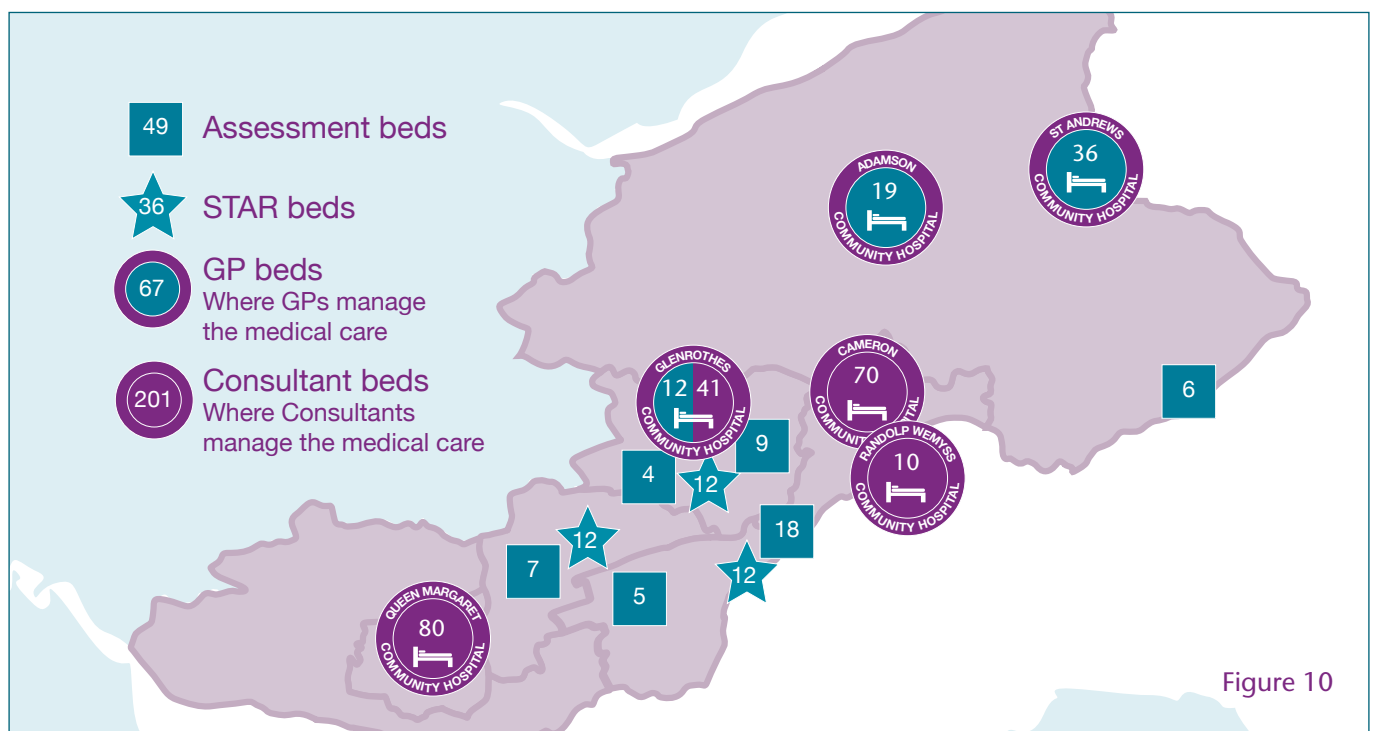 49 Assessment beds
36 STAR beds
67 GP beds
Where GPs manage
the medical care
201 Consultant beds
Where Consultants
manage the medical care
ST ANDREWS
36
COMMUNITY HOSPITAL
ADAMSON
19
COMMUNITY HOSPITAL
GLENROTHES
12 41
COMMUNITY HOSPITAL
CAMERON
70
COMMUNITY HOSPITAL
RANDOLP WEMYSS
10
COMMUNITY HOSPITAL
6
9
4
12
18
12
7
12
5
QUEEN MARGARET
80
COMMUNITY HOSPITAL
Figure 10